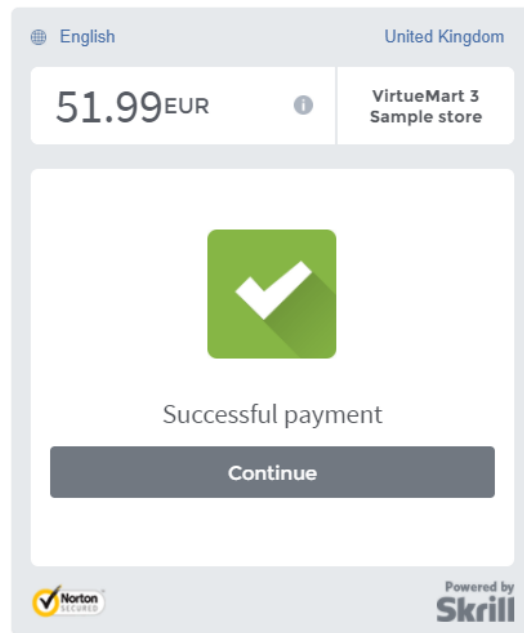 English
United Kingdom
51.99EUR
VirtueMart 3
Sample store
Successful payment
Continue
Norton
SECURED
Powered by
Skrill